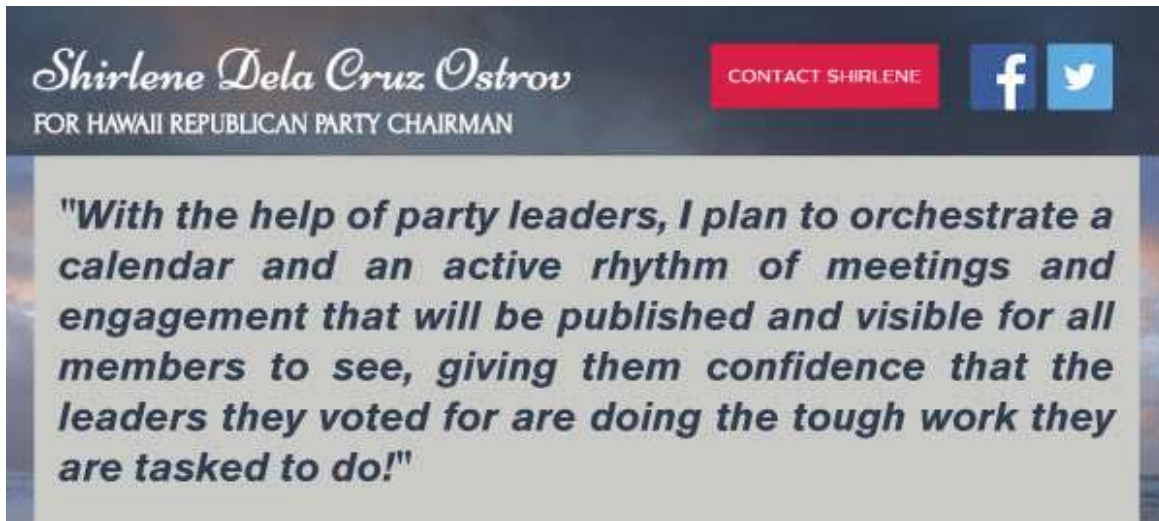 Shirlene Dela Cruz Ostrov
CONTACT SHIRLENE
FOR HAWAII REPUBLICAN PARTY CHAIRMAN
"With the help of party leaders, I plan to orchestrate a
calendar and an active rhythm of meetings and
engagement that will be published and visible for all
members to see, giving them confidence that the
leaders they voted for are doing the tough work they
are tasked to do!"